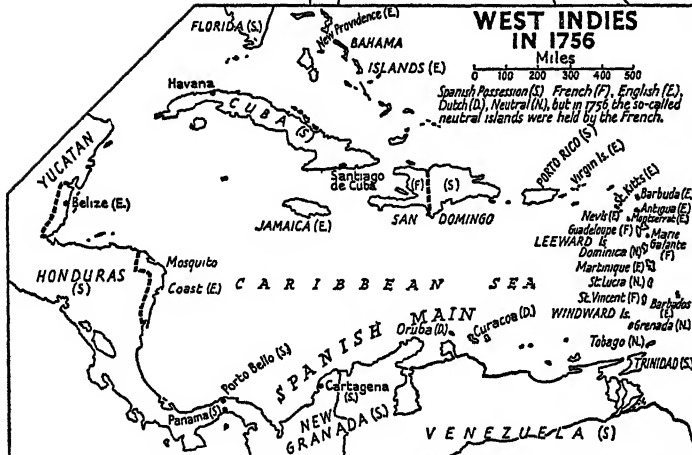 WEST INDIES
IN 1756
Miles
0 100 200 300 400 500
Spanish Possession (S) French (F), English (E),
Dutch (D), Neutral (N), but in 1756 the so-called
neutral islands were held by the French.
FLORIDA (S.)
New Providence (E.)
BAHAMA
ISLANDS (E)
Havana
CUBA (S)
YUCATAN
Belize (E.)
Santiago
de Cuba
(F)
(S)
SAN DOMINGO
JAMAICA (E.)
PORTO RICO (S)
Virgin Is. (E)
St. Kitts (E)
Barbuda (E.)
Antigua (E)
Nevis (E)
Montserrat (E)
Guadeloupe (F)
Marie
Galante
(F)
LEEWARD Is
Dominica (N)
Martinique (E)
St. Lucia (N.)
St. Vincent (F)
Barbados
(E)
WINDWARD Is.
Grenada (N.)
Tobago (N.)
TRINIDAD (S.)
HONDURAS
(S)
Mosquito
Coast (E)
CARIBBEAN SEA
SPANISH MAIN
Oruba (D.)
Curacoa (D.)
Porto Bello (S.)
Panama (S)
Cartagena
(S.)
NEW
GRANADA (S.)
VENEZUELA (S)